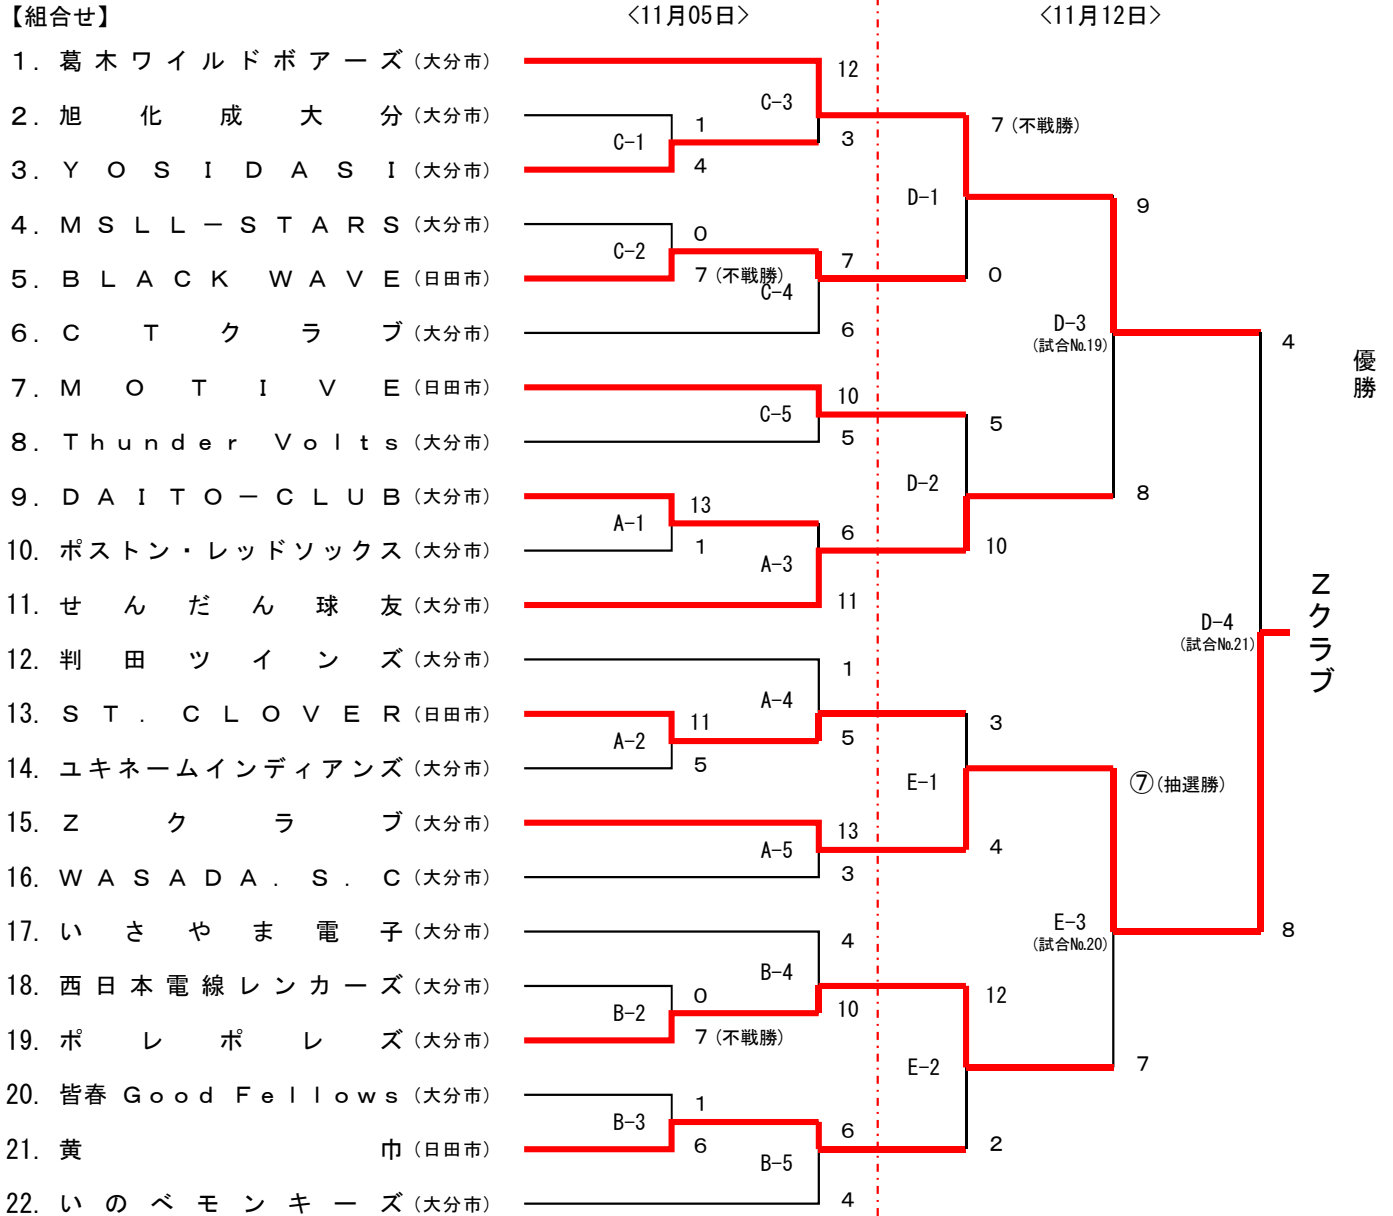 【組合せ】 <11月05日> <11月12日>
1. 葛木ワイルドボアーズ (大分市)
12
C-3
2. 旭化成大分 (大分市)
1
7 (不戦勝)
C-1
3
3. YOSIDASI (大分市)
4
D-1
9
4. MSLL-STARS (大分市)
0
C-2
7
5. BLACK WAVE (日田市)
7 (不戦勝)
C-4
0
6. CTクラブ (大分市)
6
D-3
(試合No.19)
4
優勝
7. MOTIVE (日田市)
10
C-5
5
8. Thunder Volts (大分市)
5
D-2
8
9. DAITO-CLUB (大分市)
13
A-1
6
10. ポストン・レッドソックス (大分市)
1
10
A-3
11. せんだん球友 (大分市)
11
Zクラブ
D-4
(試合No.21)
12. 判田ツインズ (大分市)
1
A-4
13. ST.CLOVER (日田市)
11
3
A-2
5
14. ユキネームインディアンズ (大分市)
5
E-1
⑦ (抽選勝)
15. Zクラブ (大分市)
13
A-5
4
16. WASADA.S.C (大分市)
3
E-3
(試合No.20)
17. いさやま電子 (大分市)
4
8
B-4
18. 西日本電線レンカーズ (大分市)
0
12
B-2
10
19. ポレポレズ (大分市)
7 (不戦勝)
E-2
7
20. 皆春 Good Fellows (大分市)
1
B-3
6
21. 黄巾 (日田市)
6
2
B-5
22. いのべモンキーズ (大分市)
4